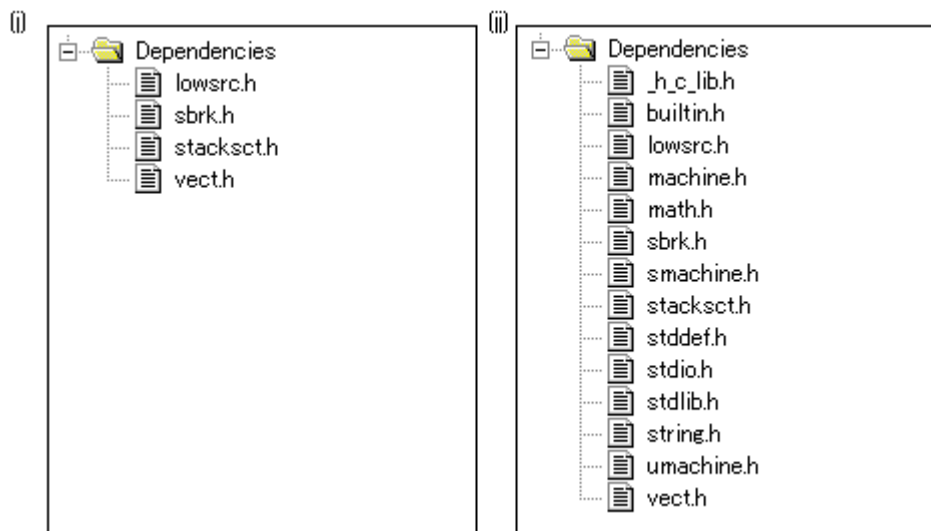 (i)
Dependencies
lowsrc.h
sbrk.h
stacksct.h
vect.h
(ii)
Dependencies
_h_c_lib.h
builtin.h
lowsrc.h
machine.h
math.h
sbrk.h
smachine.h
stacksct.h
stddef.h
stdio.h
stdlib.h
string.h
umachine.h
vect.h